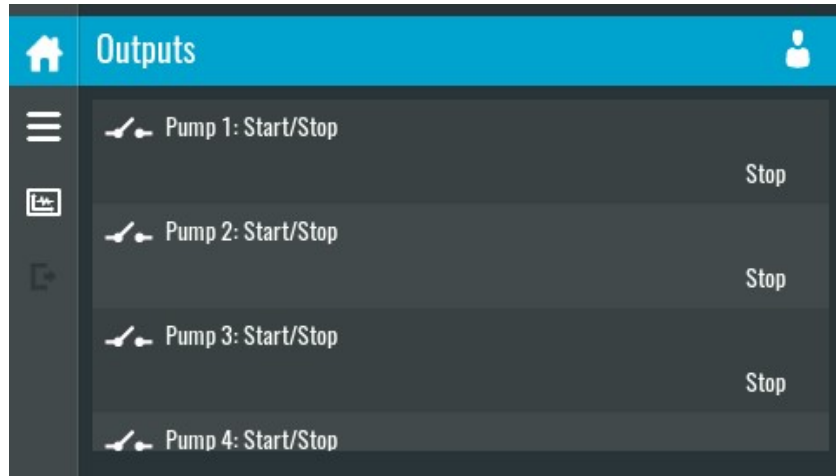 Outputs
Pump 1: Start/Stop
Stop
Pump 2: Start/Stop
Stop
Pump 3: Start/Stop
Stop
Pump 4: Start/Stop